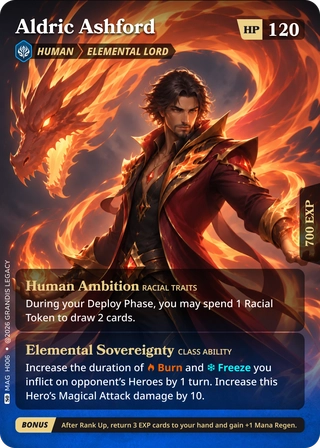 Aldric Ashford
HP 120
HUMAN ELEMENTAL LORD
700 EXP
Human Ambition RACIAL TRAITS
During your Deploy Phase, you may spend 1 Racial
Token to draw 2 cards.
Elemental Sovereignty CLASS ABILITY
Increase the duration of Burn and Freeze you
inflict on opponent's Heroes by 1 turn. Increase this
Hero's Magical Attack damage by 10.
MAG H006 • ©2026 GRANDIS LEGACY
BONUS After Rank Up, return 3 EXP cards to your hand and gain +1 Mana Regen.